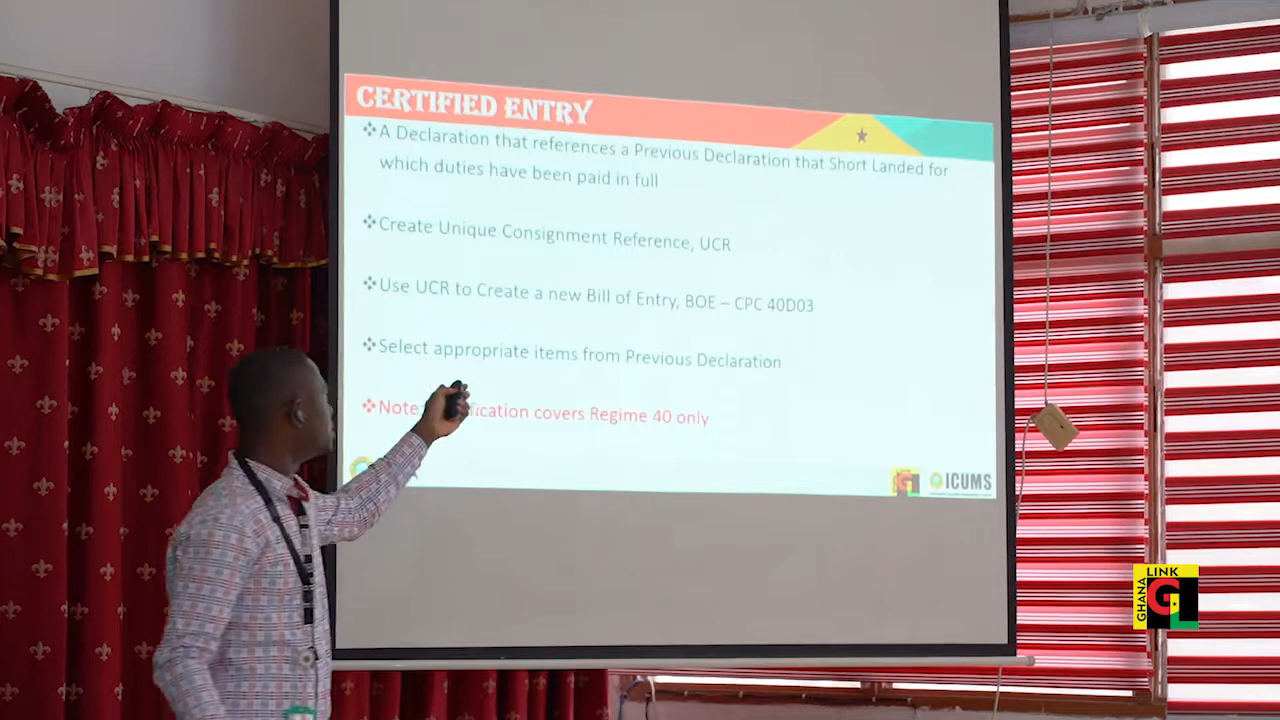 CERTIFIED ENTRY
A Declaration that references a Previous Declaration that Short Landed for
which duties have been paid in full
Create Unique Consignment Reference, UCR
Use UCR to Create a new Bill of Entry, BOE – CPC 40D03
Select appropriate items from Previous Declaration
Note covers Regime 40 only
LINK
GL
ICUMS
GHANA
LINK
GL